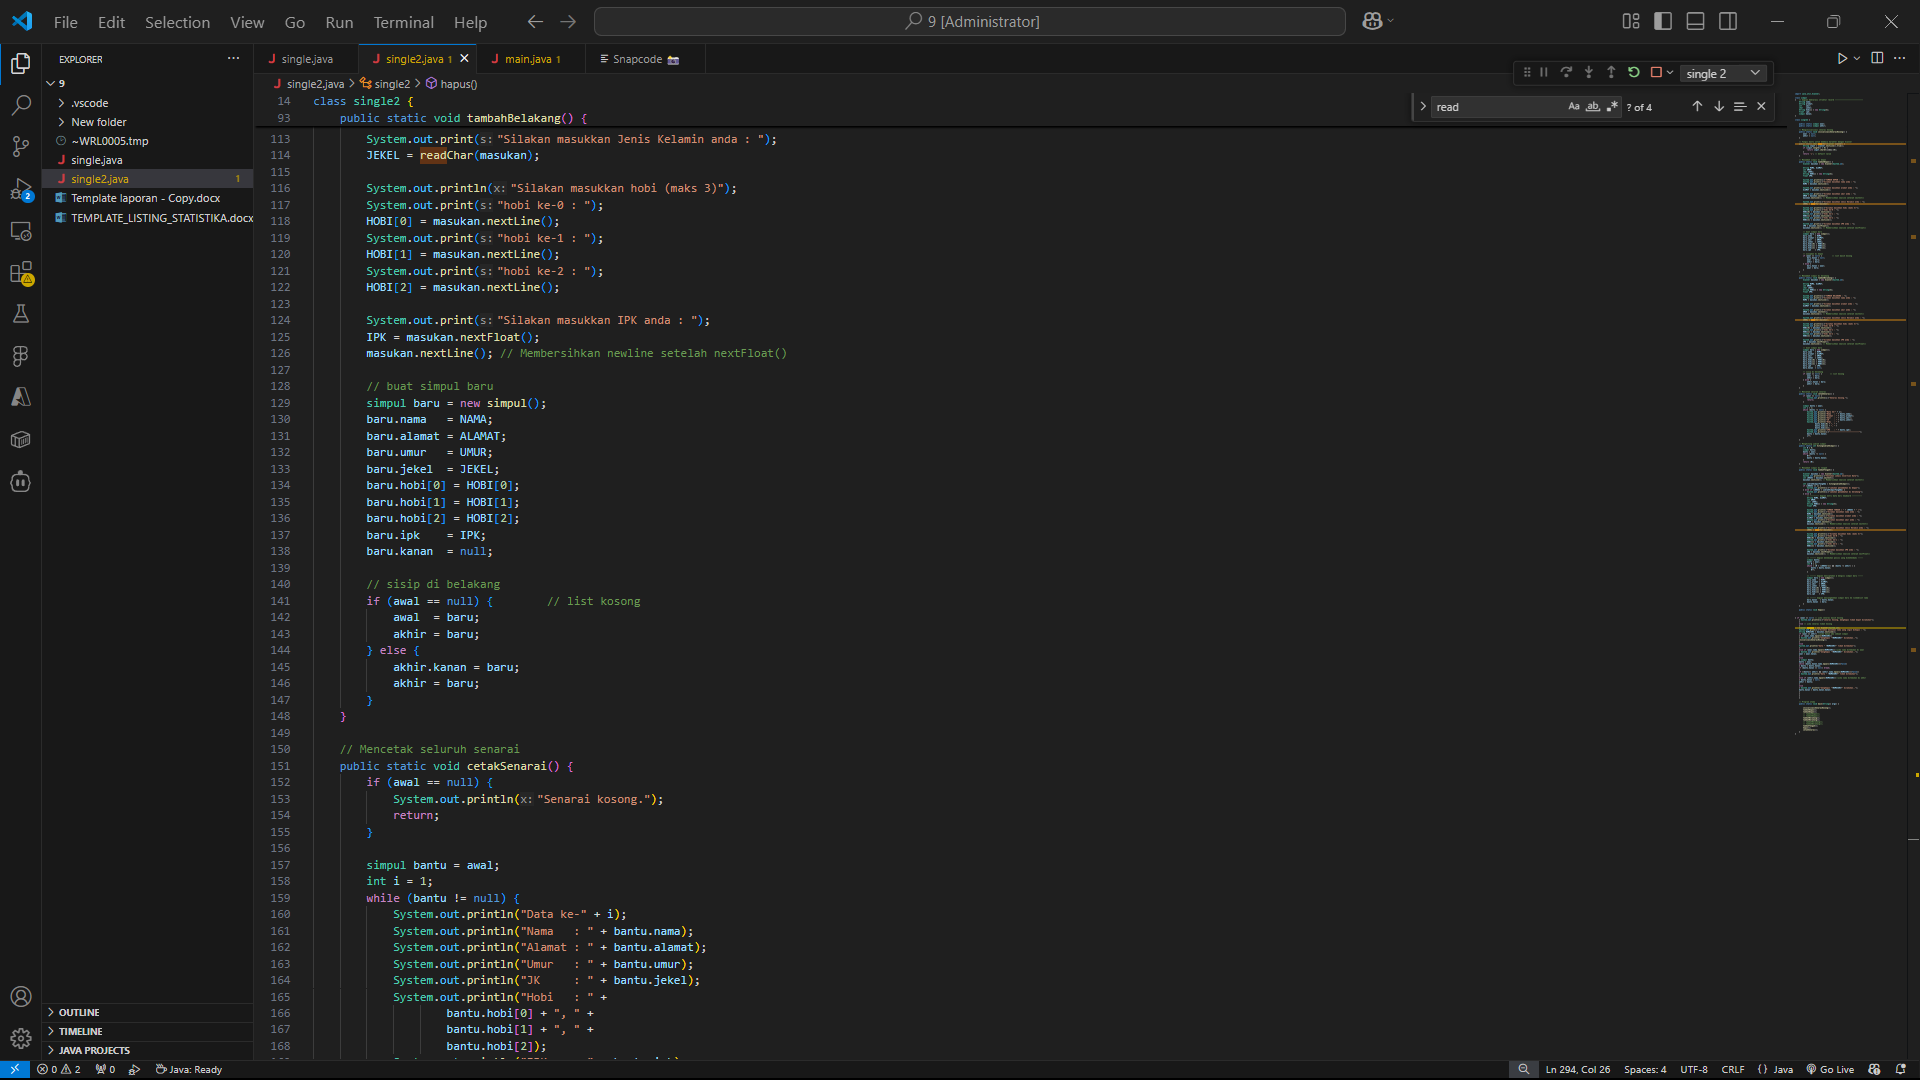 File Edit Selection View Go Run Terminal Help
9 [Administrator]
EXPLORER
single.java
single2.java 1
main.java 1
Snapcode
single 2
9
single2.java > single2 > hapus()
read
Aa ab
? of 4
.vscode
New folder
~WRL0005.tmp
single.java
single2.java 1
Template laporan - Copy.docx
TEMPLATE_LISTING_STATISTIKA.docx
2
14 class single2 {
93 public static void tambahBelakang() {
113 System.out.print(s: "Silakan masukkan Jenis Kelamin anda : ");
114 JEKEL = readChar(masukan);
115
116 System.out.println(x: "Silakan masukkan hobi (maks 3)");
117 System.out.print(s: "hobi ke-0 : ");
118 HOBI[0] = masukan.nextLine();
119 System.out.print(s: "hobi ke-1 : ");
120 HOBI[1] = masukan.nextLine();
121 System.out.print(s: "hobi ke-2 : ");
122 HOBI[2] = masukan.nextLine();
123
124 System.out.print(s: "Silakan masukkan IPK anda : ");
125 IPK = masukan.nextFloat();
126 masukan.nextLine(); // Membersihkan newline setelah nextFloat()
127
128 // buat simpul baru
129 simpul baru = new simpul();
130 baru.nama   = NAMA;
131 baru.alamat = ALAMAT;
132 baru.umur   = UMUR;
133 baru.jekel  = JEKEL;
134 baru.hobi[0] = HOBI[0];
135 baru.hobi[1] = HOBI[1];
136 baru.hobi[2] = HOBI[2];
137 baru.ipk    = IPK;
138 baru.kanan  = null;
139
140 // sisip di belakang
141 if (awal == null) {        // list kosong
142 awal  = baru;
143 akhir = baru;
144 } else {
145 akhir.kanan = baru;
146 akhir = baru;
147 }
148 }
149
150 // Mencetak seluruh senarai
151 public static void cetakSenarai() {
152 if (awal == null) {
153 System.out.println(x: "Senarai kosong.");
154 return;
155 }
156
157 simpul bantu = awal;
158 int i = 1;
159 while (bantu != null) {
160 System.out.println("Data ke-" + i);
161 System.out.println("Nama   : " + bantu.nama);
162 System.out.println("Alamat : " + bantu.alamat);
163 System.out.println("Umur   : " + bantu.umur);
164 System.out.println("JK     : " + bantu.jekel);
165 System.out.println("Hobi   : " +
166 bantu.hobi[0] + ", " +
167 bantu.hobi[1] + ", " +
168 bantu.hobi[2]);
OUTLINE
TIMELINE
JAVA PROJECTS
0 2 0 Java: Ready
Ln 294, Col 26 Spaces: 4 UTF-8 CRLF {} Java Go Live